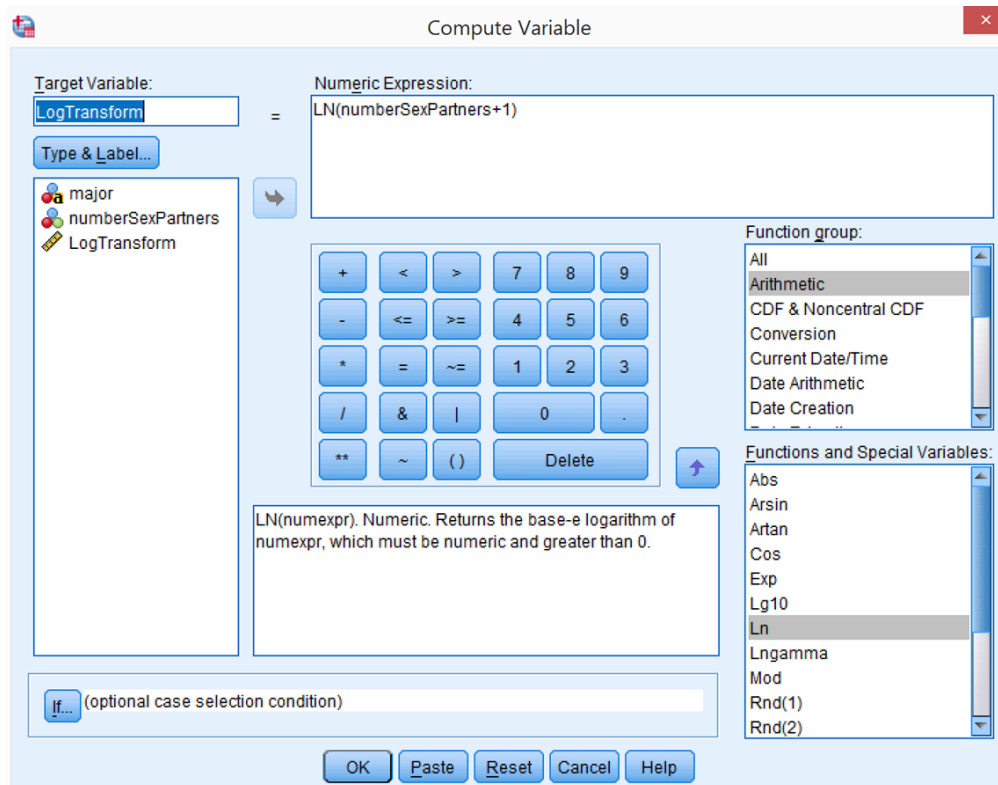 Compute Variable
Target Variable:
LogTransform
=
Type & Label...
major
numberSexPartners
LogTransform
Numeric Expression:
LN(numberSexPartners+1)
+ < > 7 8 9
- <= >= 4 5 6
* = ~= 1 2 3
/ & | 0 .
** ~ ( ) Delete
LN(numexpr). Numeric. Returns the base-e logarithm of
numexpr, which must be numeric and greater than 0.
Function group:
All
Arithmetic
CDF & Noncentral CDF
Conversion
Current Date/Time
Date Arithmetic
Date Creation
Functions and Special Variables:
Abs
Arsin
Artan
Cos
Exp
Lg10
Ln
Lngamma
Mod
Rnd(1)
Rnd(2)
If... (optional case selection condition)
OK Paste Reset Cancel Help